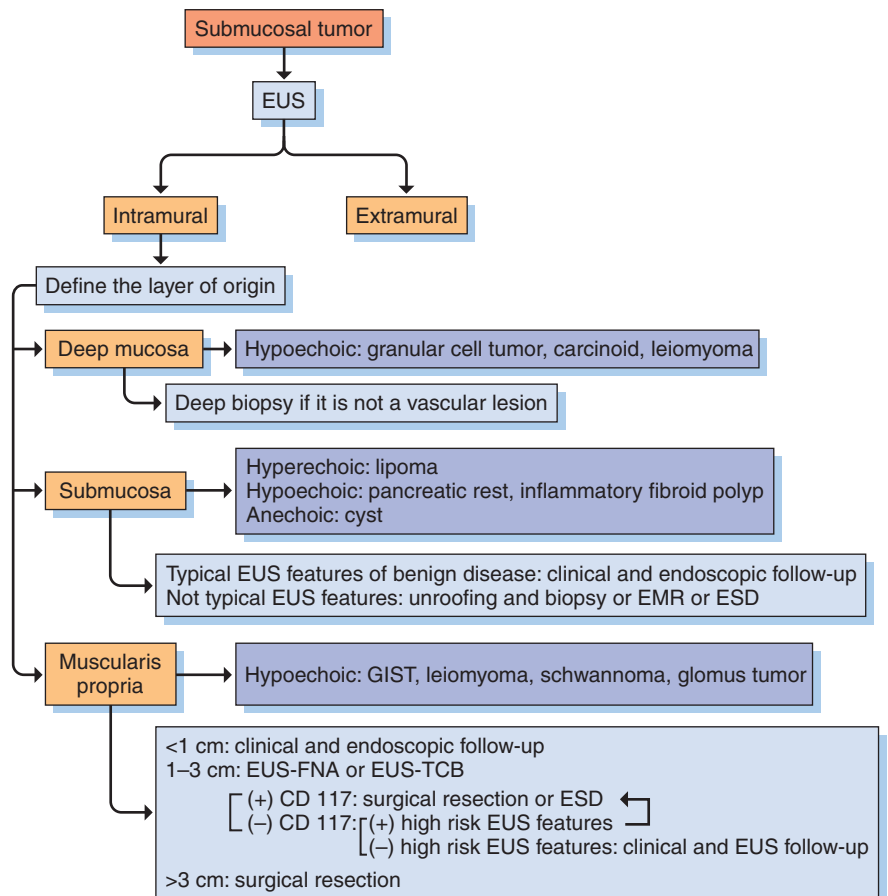 Submucosal tumor
EUS
Intramural
Extramural
Define the layer of origin
Deep mucosa
Hypoechoic: granular cell tumor, carcinoid, leiomyoma
Deep biopsy if it is not a vascular lesion
Submucosa
Hyperechoic: lipoma
Hypoechoic: pancreatic rest, inflammatory fibroid polyp
Anechoic: cyst
Typical EUS features of benign disease: clinical and endoscopic follow-up
Not typical EUS features: unroofing and biopsy or EMR or ESD
Muscularis
propria
Hypoechoic: GIST, leiomyoma, schwannoma, glomus tumor
<1 cm: clinical and endoscopic follow-up
1–3 cm: EUS-FNA or EUS-TCB
(+) CD 117: surgical resection or ESD
(–) CD 117: (+) high risk EUS features
(–) high risk EUS features: clinical and EUS follow-up
>3 cm: surgical resection